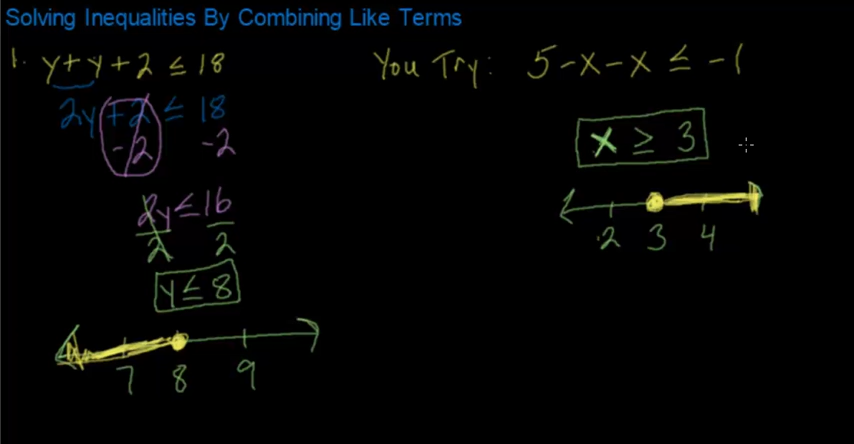 Solving Inequalities By Combining Like Terms
1. y + y + 2 ≤ 18
2y + 2 ≤ 18
-2 -2
2y ≤ 16
2 2
y ≤ 8
7 8 9
You Try: 5 - x - x ≤ -1
x ≥ 3
2 3 4